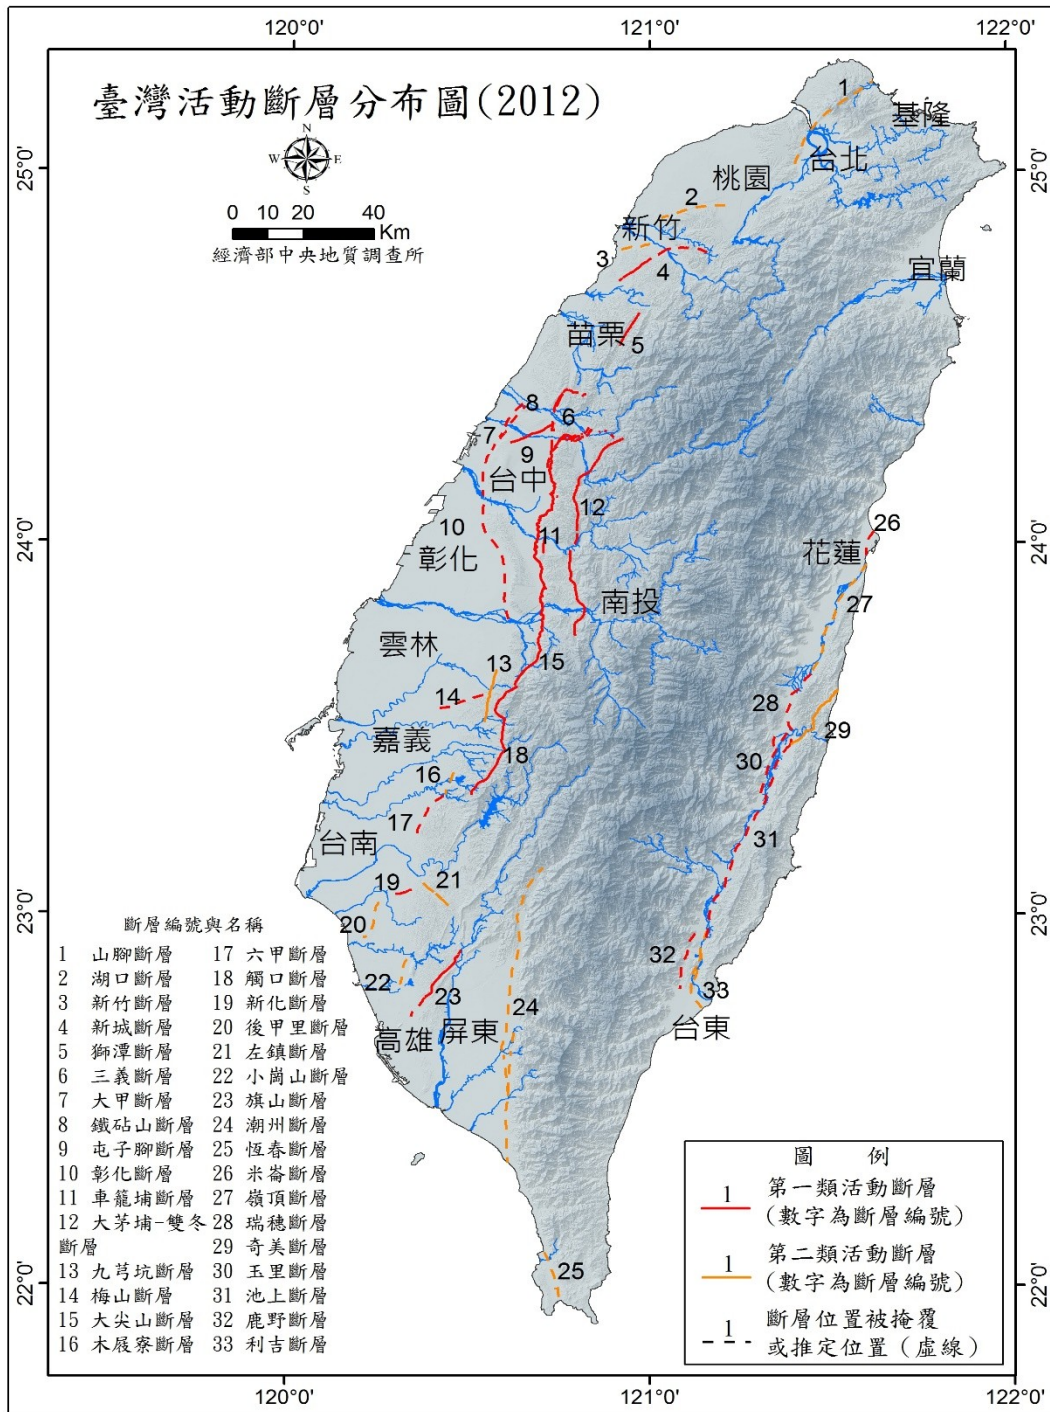 120°0'
121°0'
122°0'
臺灣活動斷層分布圖(2012)
N
W
E
S
0 10 20 40
Km
經濟部中央地質調查所
25°0'
25°0'
24°0'
24°0'
23°0'
23°0'
22°0'
22°0'
1
基隆
台北
桃園
2
新竹
3
4
宜蘭
苗栗
5
8
6
7
9
台中
12
10
11
彰化
26
花蓮
南投
27
雲林
13
15
14
28
嘉義
29
18
16
30
17
台南
31
19
21
20
32
22
23
24
33
高雄
屏東
台東
25
斷層編號與名稱
1 山腳斷層 17 六甲斷層
2 湖口斷層 18 觸口斷層
3 新竹斷層 19 新化斷層
4 新城斷層 20 後甲里斷層
5 獅潭斷層 21 左鎮斷層
6 三義斷層 22 小崗山斷層
7 大甲斷層 23 旗山斷層
8 鐵砧山斷層 24 潮州斷層
9 屯子腳斷層 25 恆春斷層
10 彰化斷層 26 米崙斷層
11 車籠埔斷層 27 嶺頂斷層
12 大茅埔-雙冬 28 瑞穗斷層
斷層 29 奇美斷層
13 九芎坑斷層 30 玉里斷層
14 梅山斷層 31 池上斷層
15 大尖山斷層 32 鹿野斷層
16 木屐寮斷層 33 利吉斷層
圖 例
1 第一類活動斷層
(數字為斷層編號)
1 第二類活動斷層
(數字為斷層編號)
1 斷層位置被掩覆
或推定位置（虛線）
120°0'
121°0'
122°0'